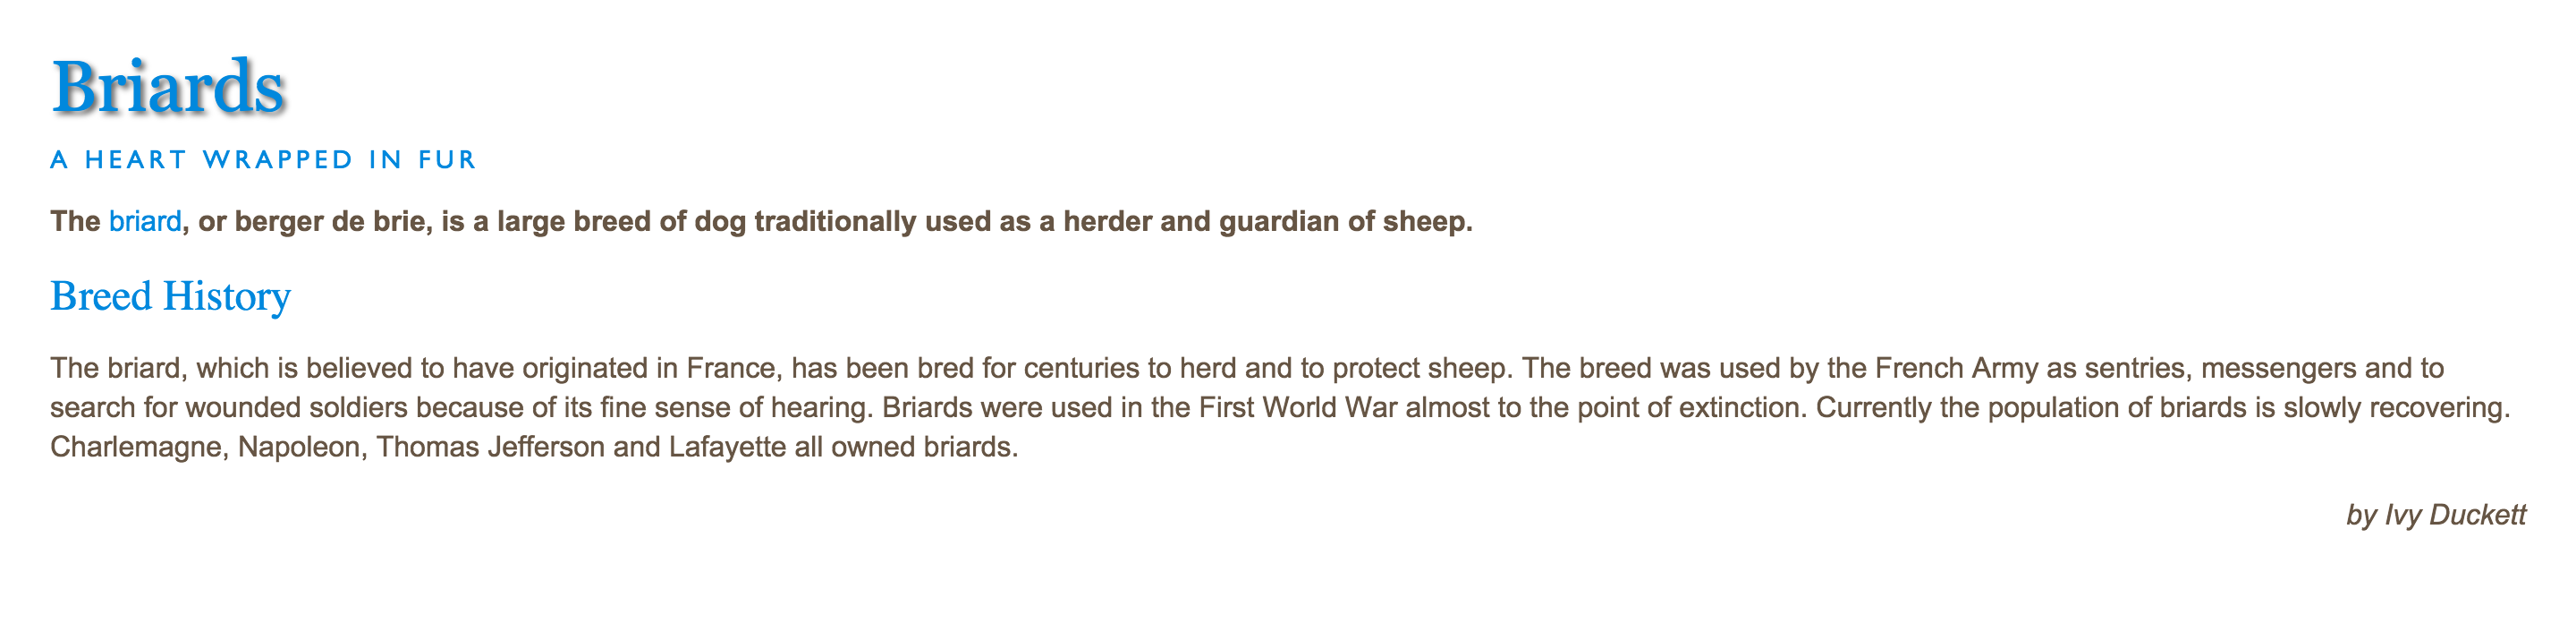 Briards
A HEART WRAPPED IN FUR
The briard, or berger de brie, is a large breed of dog traditionally used as a herder and guardian of sheep.
Breed History
The briard, which is believed to have originated in France, has been bred for centuries to herd and to protect sheep. The breed was used by the French Army as sentries, messengers and to
search for wounded soldiers because of its fine sense of hearing. Briards were used in the First World War almost to the point of extinction. Currently the population of briards is slowly recovering.
Charlemagne, Napoleon, Thomas Jefferson and Lafayette all owned briards.
by Ivy Duckett